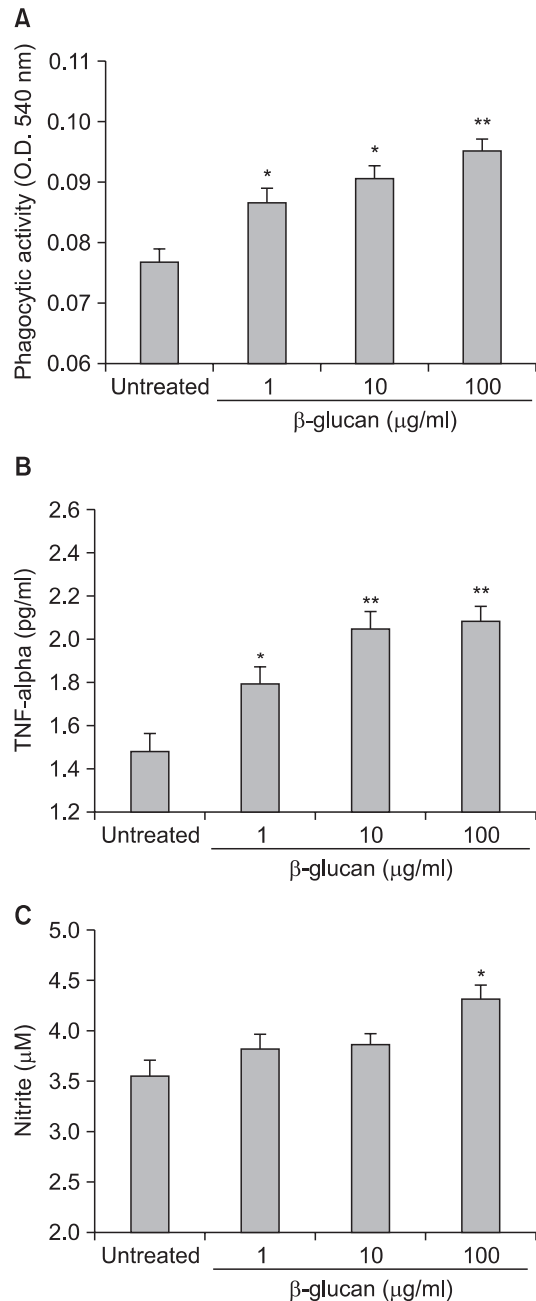 A
Phagocytic activity (O.D. 540 nm)
0.11
0.10
0.09
0.08
0.07
0.06
*
*
**
Untreated 1 10 100
β-glucan (μg/ml)
B
TNF-alpha (pg/ml)
2.6
2.4
2.2
2.0
1.8
1.6
1.4
1.2
*
**
**
Untreated 1 10 100
β-glucan (μg/ml)
C
Nitrite (μM)
5.0
4.5
4.0
3.5
3.0
2.5
2.0
*
Untreated 1 10 100
β-glucan (μg/ml)